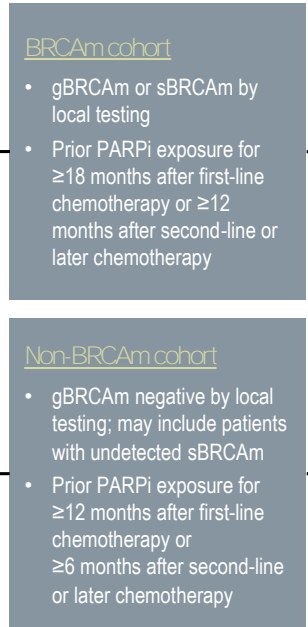 BRCAm cohort
• gBRCAm or sBRCAm by
local testing
• Prior PARPi exposure for
≥18 months after first-line
chemotherapy or ≥12
months after second-line or
later chemotherapy
Non-BRCAm cohort
• gBRCAm negative by local
testing; may include patients
with undetected sBRCAm
• Prior PARPi exposure for
≥12 months after first-line
chemotherapy or
≥6 months after second-line
or later chemotherapy